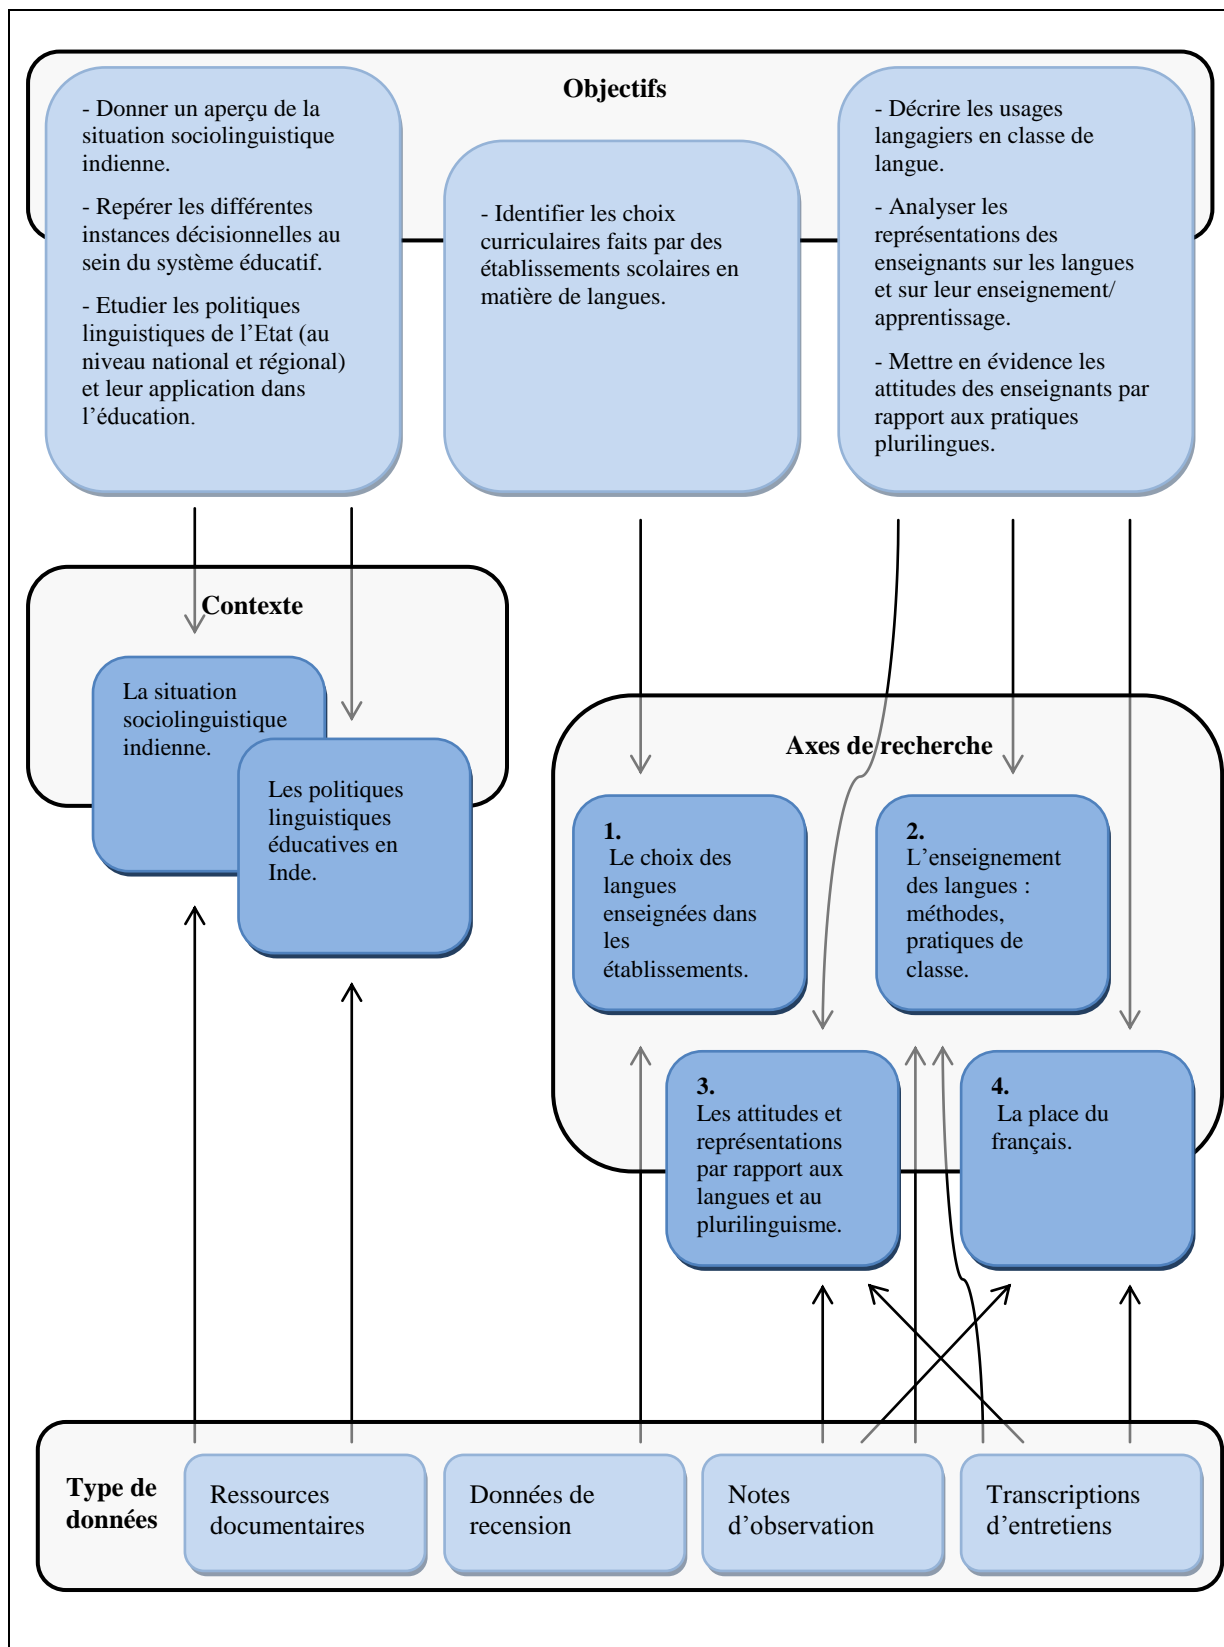 Objectifs
- Donner un aperçu de la
situation sociolinguistique
indienne.
- Repérer les différentes
instances décisionnelles au
sein du système éducatif.
- Etudier les politiques
linguistiques de l’Etat (au
niveau national et régional)
et leur application dans
l’éducation.
- Identifier les choix
curriculaires faits par des
établissements scolaires en
matière de langues.
- Décrire les usages
langagiers en classe de
langue.
- Analyser les
représentations des
enseignants sur les langues
et sur leur enseignement/
apprentissage.
- Mettre en évidence les
attitudes des enseignants par
rapport aux pratiques
plurilingues.
Contexte
La situation
sociolinguistique
indienne.
Les politiques
linguistiques
éducatives en
Inde.
Axes de recherche
1.
Le choix des
langues
enseignées dans
les
établissements.
2.
L’enseignement
des langues :
méthodes,
pratiques de
classe.
3.
Les attitudes et
représentations
par rapport aux
langues et au
plurilinguisme.
4.
La place du
français.
Type de
données
Ressources
documentaires
Données de
recension
Notes
d’observation
Transcriptions
d’entretiens